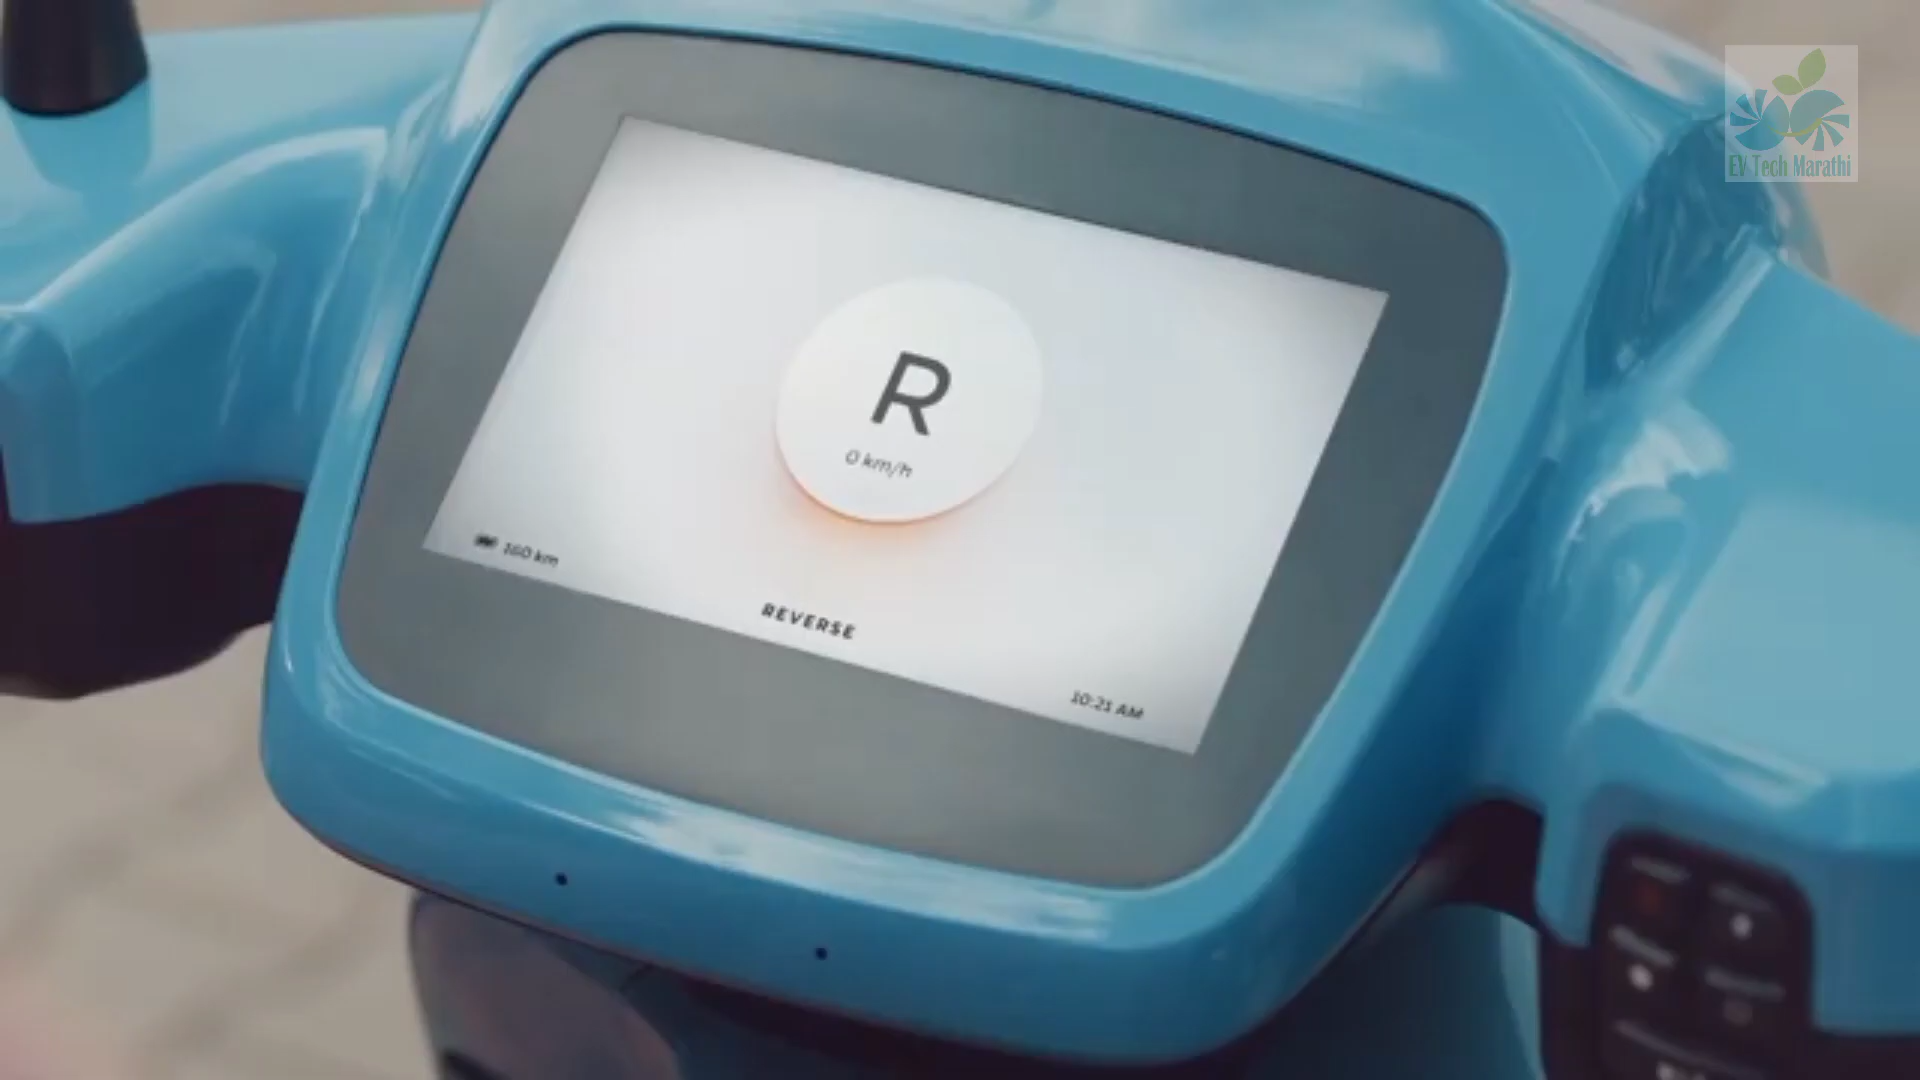 EV Tech Marathi
R
0 km/h
160 km
REVERSE
10:21 AM